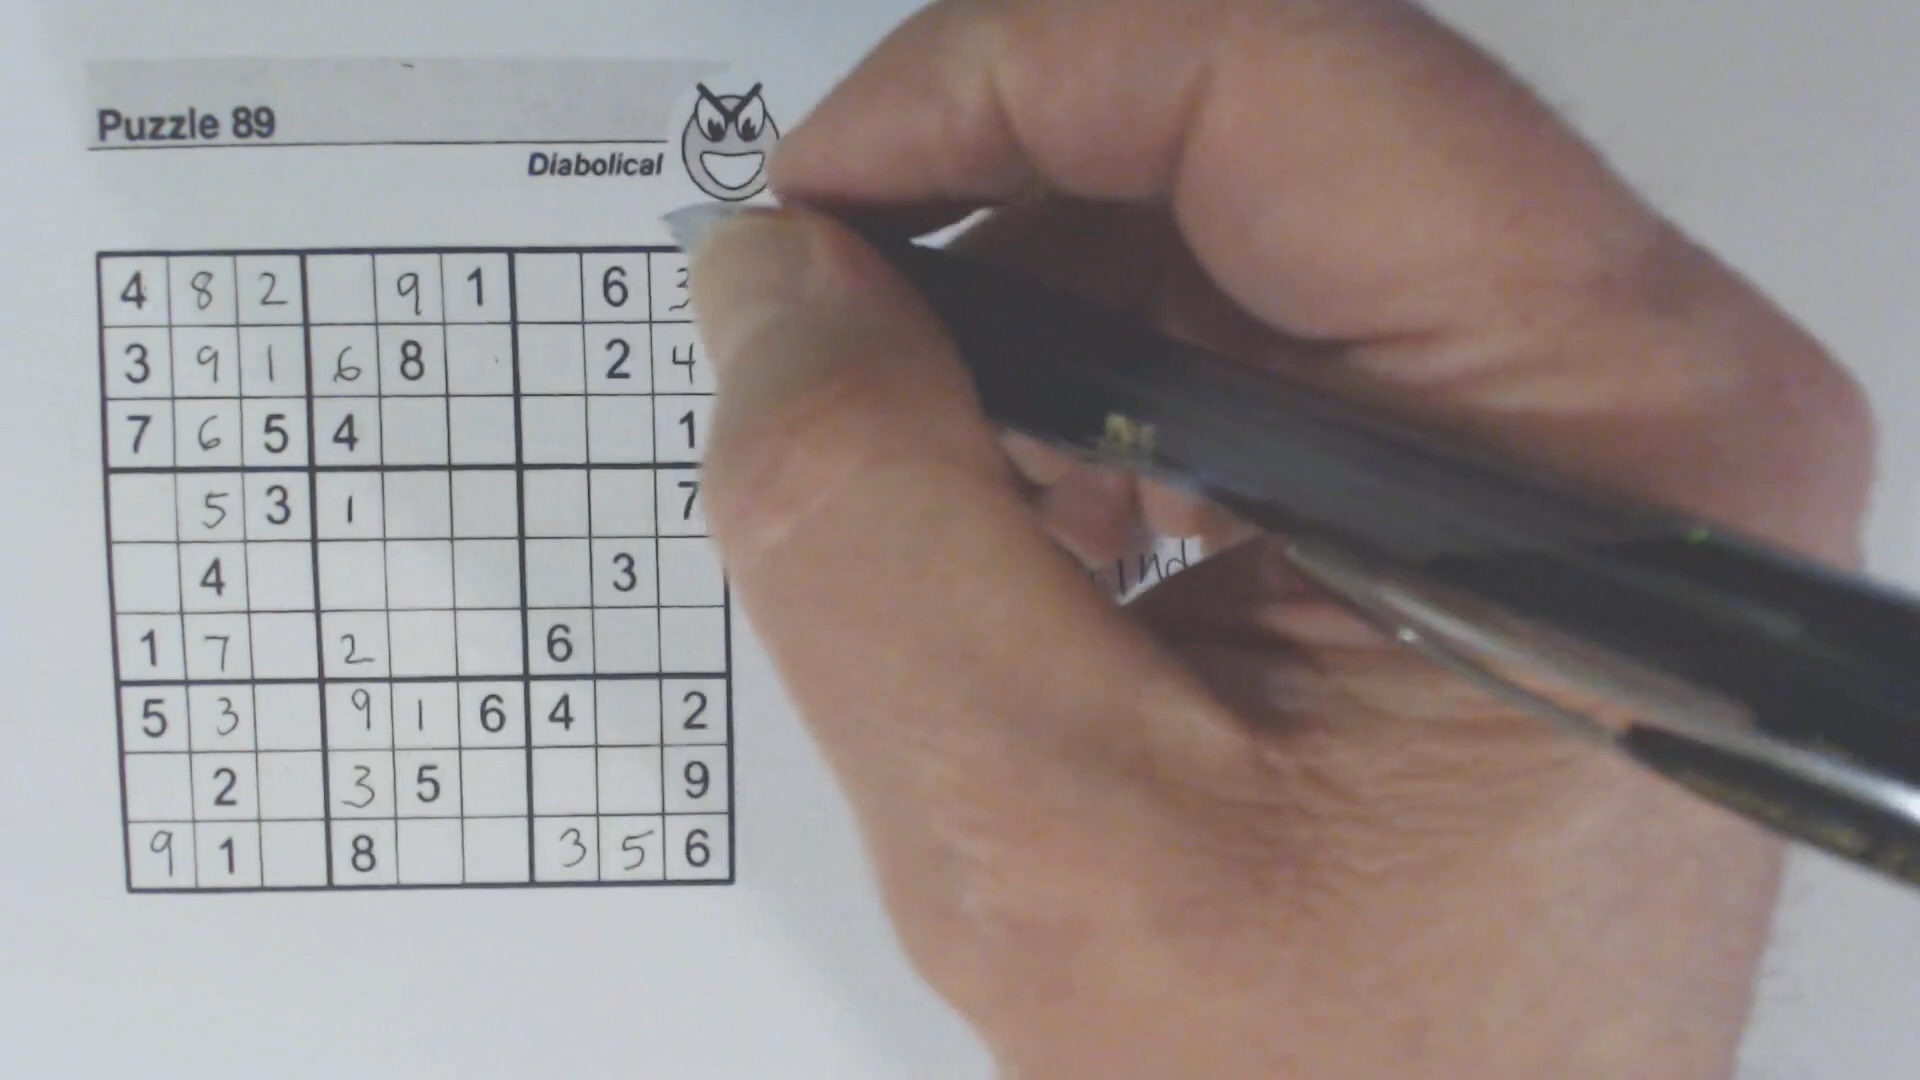 Puzzle 89
Diabolical
4 8 2 9 1 6 3
3 9 1 6 8 2 4
7 6 5 4 1
5 3 1 7
4 3
1 7 2 6
5 3 9 1 6 4 2
2 3 5 9
9 1 8 3 5 6